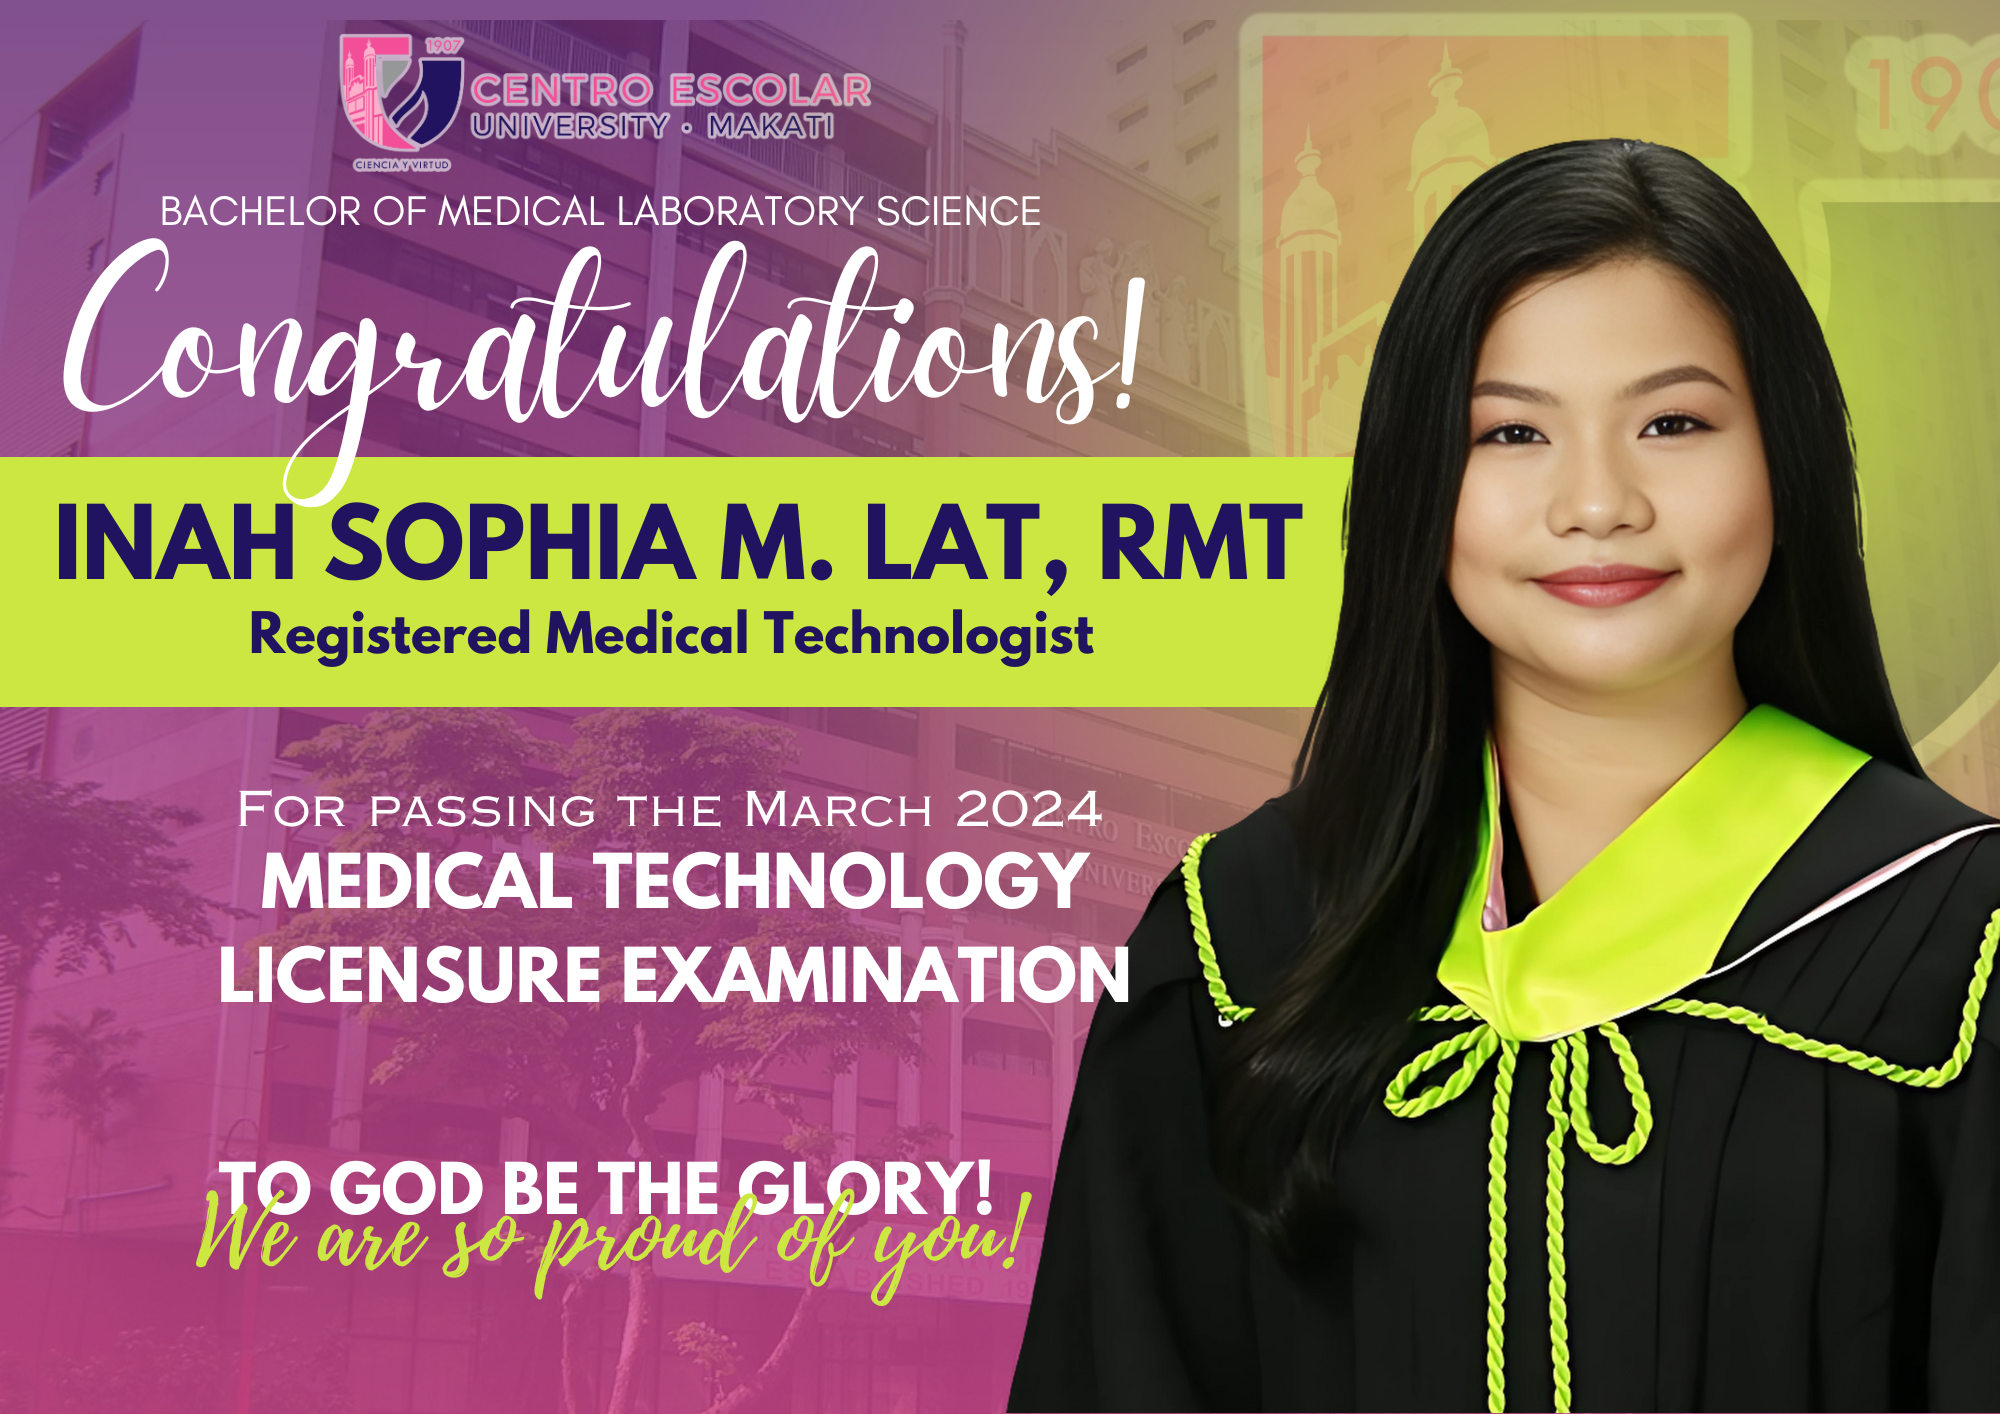 1907
CENTRO ESCOLAR
UNIVERSITY • MAKATI
CIENCIA Y VIRTUD
BACHELOR OF MEDICAL LABORATORY SCIENCE
Congratulations!
INAH SOPHIA M. LAT, RMT
Registered Medical Technologist
FOR PASSING THE MARCH 2024
MEDICAL TECHNOLOGY
LICENSURE EXAMINATION
TO GOD BE THE GLORY!
We are so proud of you!
ESTABLISHED